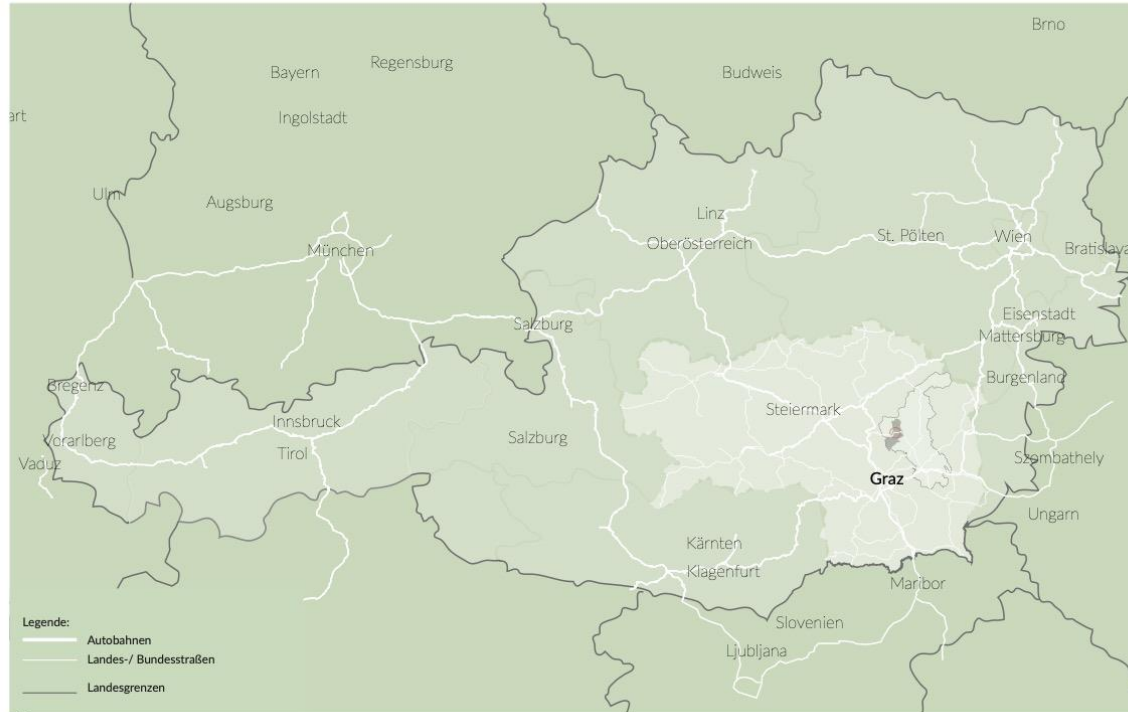 Brno
Regensburg
Bayern
Budweis
art
Ingolstadt
Ulm
Augsburg
Linz
München
Oberösterreich
St. Pölten
Wien
Bratislava
Salzburg
Eisenstadt
Mattersburg
Bregenz
Burgenland
Innsbruck
Steiermark
Vorarlberg
Salzburg
Tirol
Vaduz
Szombathely
Graz
Ungarn
Kärnten
Klagenfurt
Maribor
Slovenien
Ljubljana
Legende:
Autobahnen
Landes-/ Bundesstraßen
Landesgrenzen